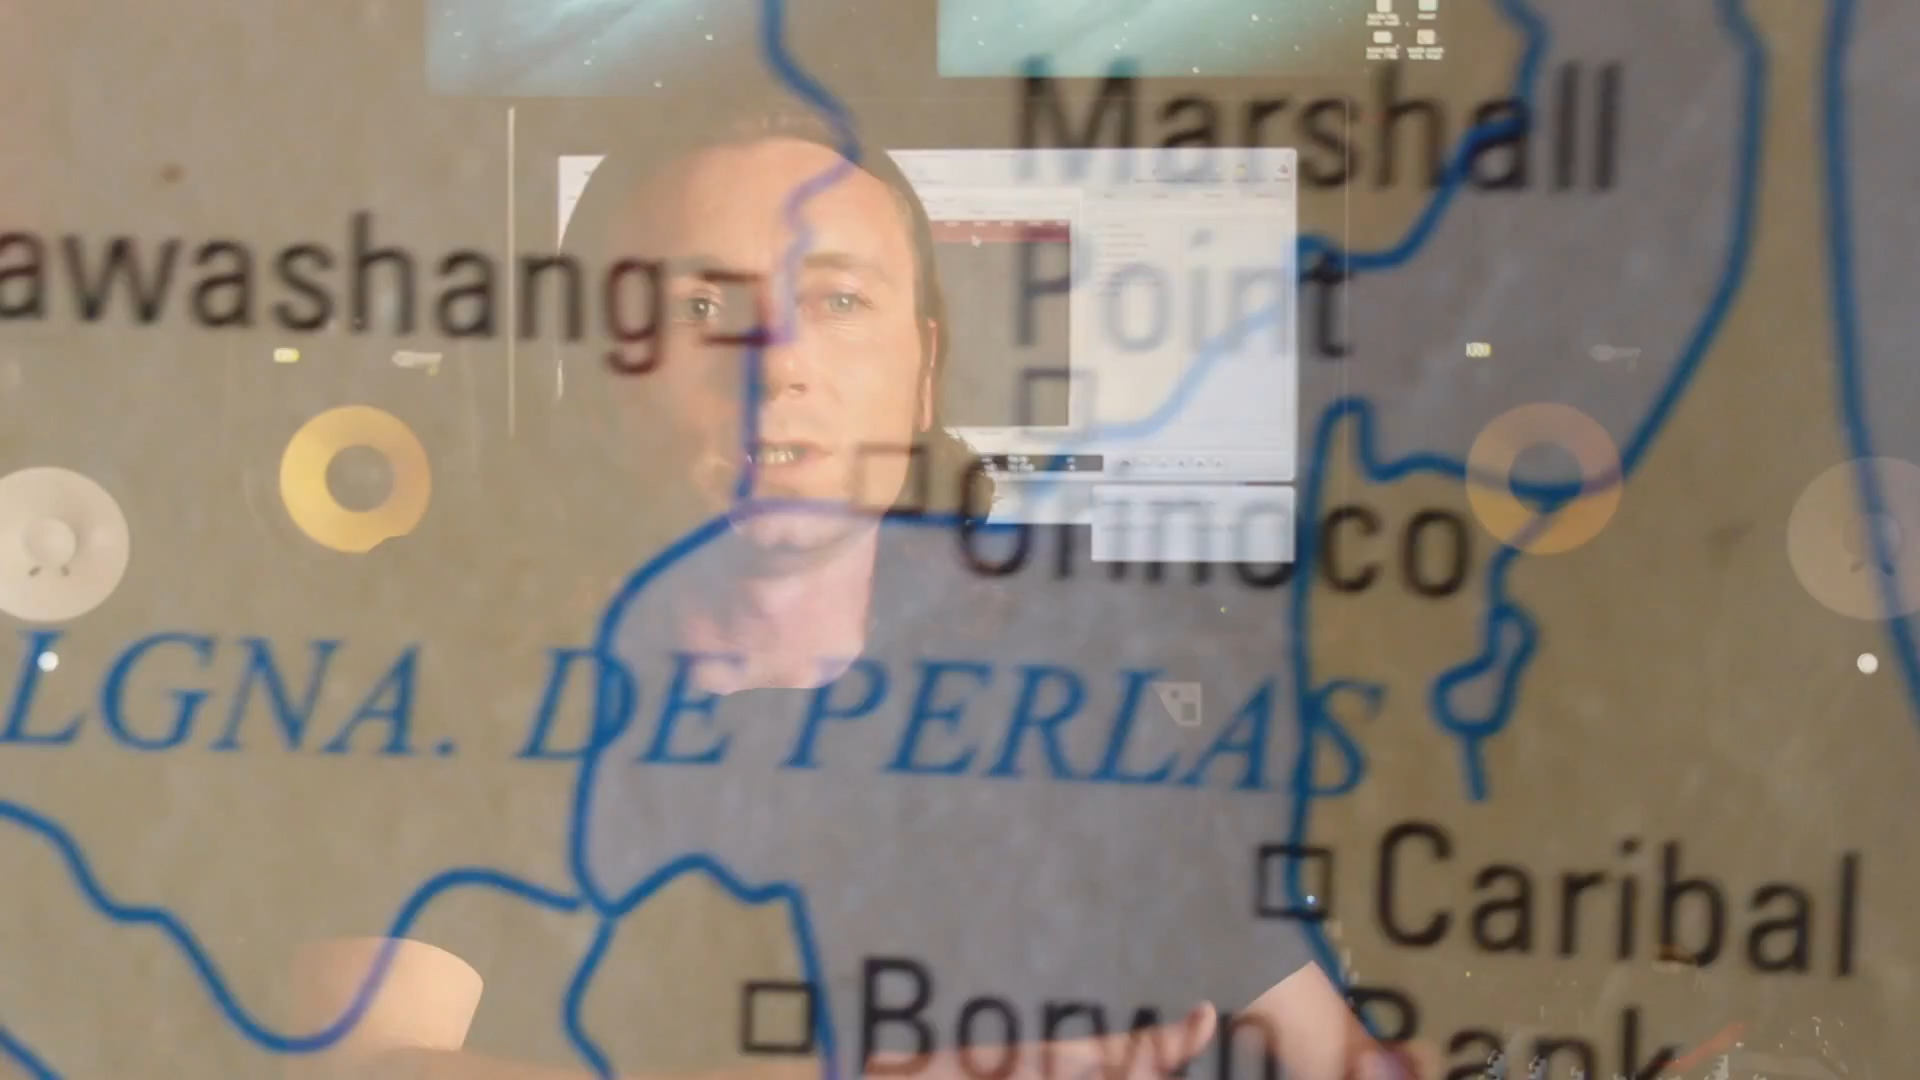 Marshall
Point
awashang
Orinoco
LGNA. DE PERLAS
Caribal
Borwn Bank